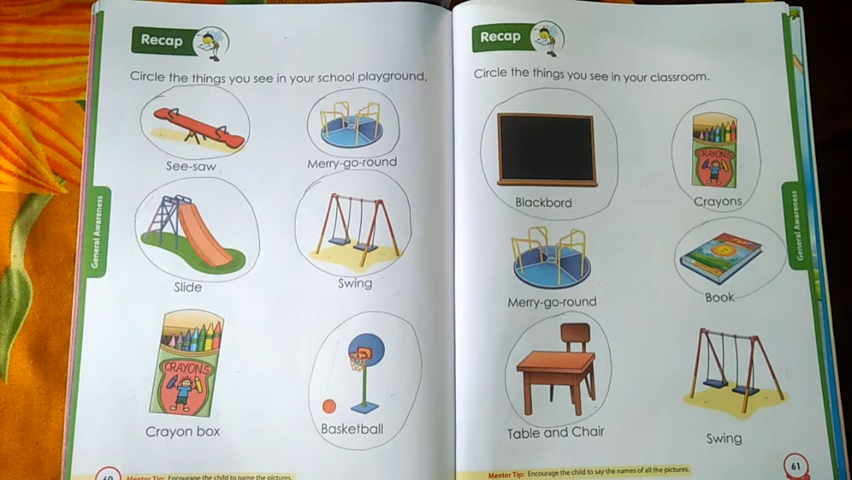 Recap
Circle the things you see in your school playground.
See-saw
Merry-go-round
Slide
Swing
CRAYONS
Crayon box
Basketball
General Awareness
60
Mentor Tip: Encourage the child to name the pictures.
Recap
Circle the things you see in your classroom.
Blackbord
CRAYONS
Crayons
Merry-go-round
Book
Table and Chair
Swing
General Awareness
Mentor Tip: Encourage the child to say the names of all the pictures.
61